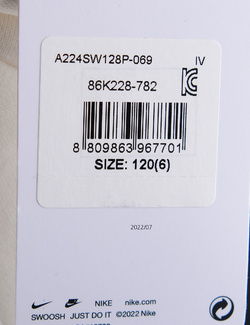 A224SW128P-069 IV
86K228-782
8 809863 967701
SIZE: 120(6)
2022/07
NIKE nike.com
SWOOSH JUST DO IT ©2022 Nike